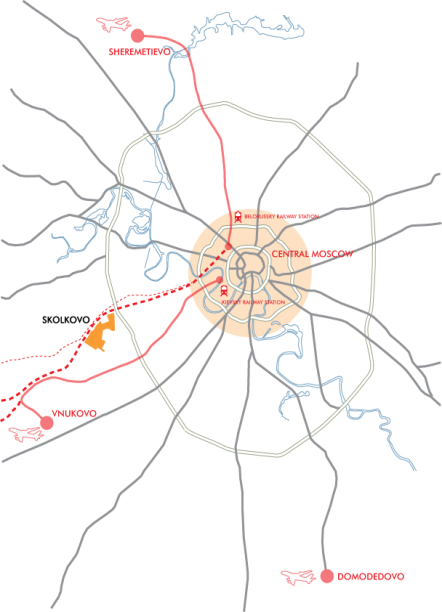 SHEREMETIEVO
BELORUSSKY RAILWAY STATION
CENTRAL MOSCOW
KIEVSKY RAILWAY STATION
SKOLKOVO
VNUKOVO
DOMODEDOVO